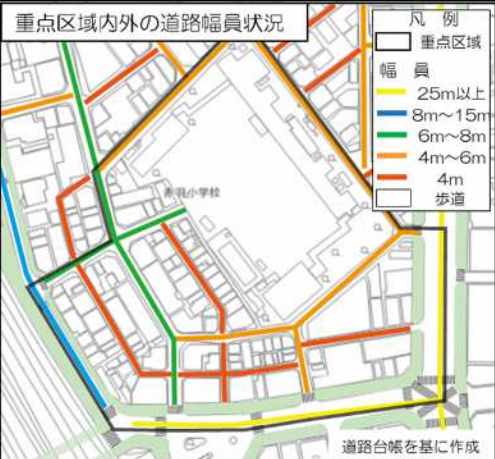 重点区域内外の道路幅員状況
凡例
重点区域
幅員
25m以上
8m～15m
6m～8m
4m～6m
4m
歩道
赤羽小学校
道路台帳を基に作成